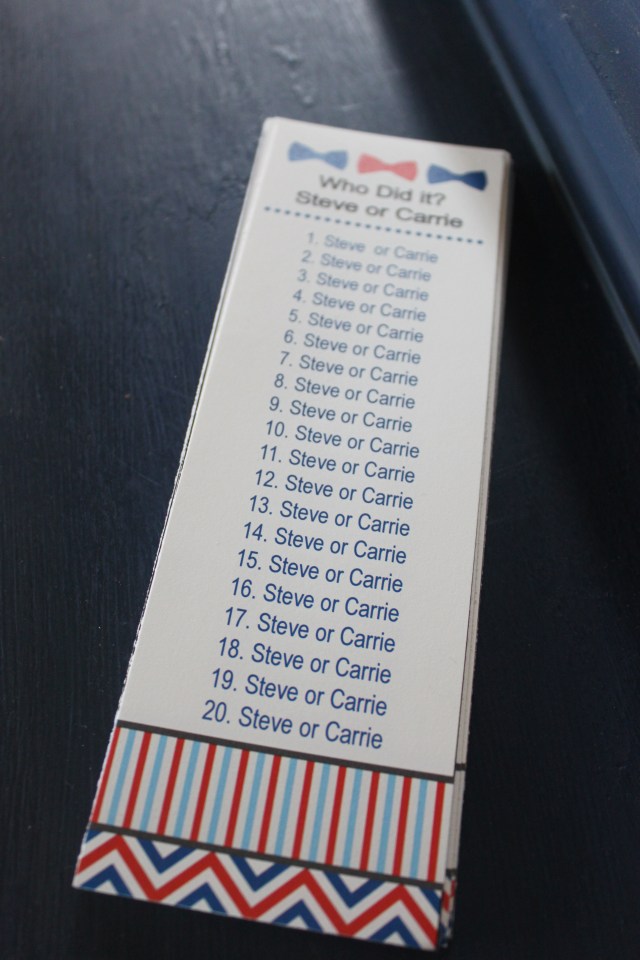 Who Did it?
Steve or Carrie
1. Steve or Carrie
2. Steve or Carrie
3. Steve or Carrie
4. Steve or Carrie
5. Steve or Carrie
6. Steve or Carrie
7. Steve or Carrie
8. Steve or Carrie
9. Steve or Carrie
10. Steve or Carrie
11. Steve or Carrie
12. Steve or Carrie
13. Steve or Carrie
14. Steve or Carrie
15. Steve or Carrie
16. Steve or Carrie
17. Steve or Carrie
18. Steve or Carrie
19. Steve or Carrie
20. Steve or Carrie